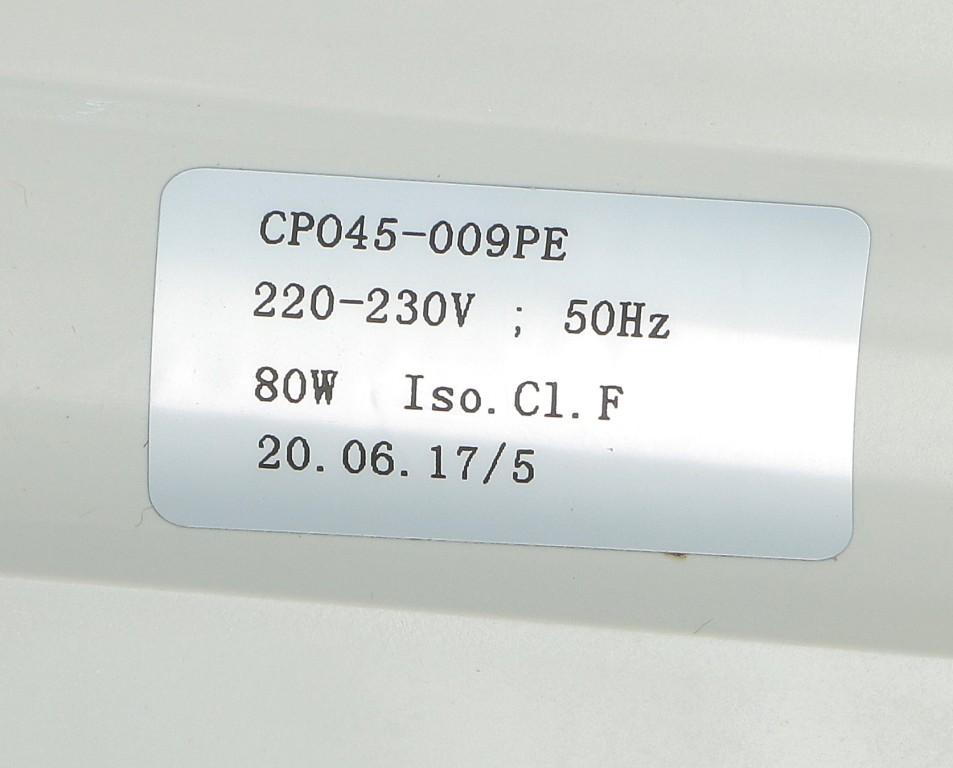 CP045-009PE
220-230V ; 50Hz
80W Iso.Cl.F
20.06.17/5